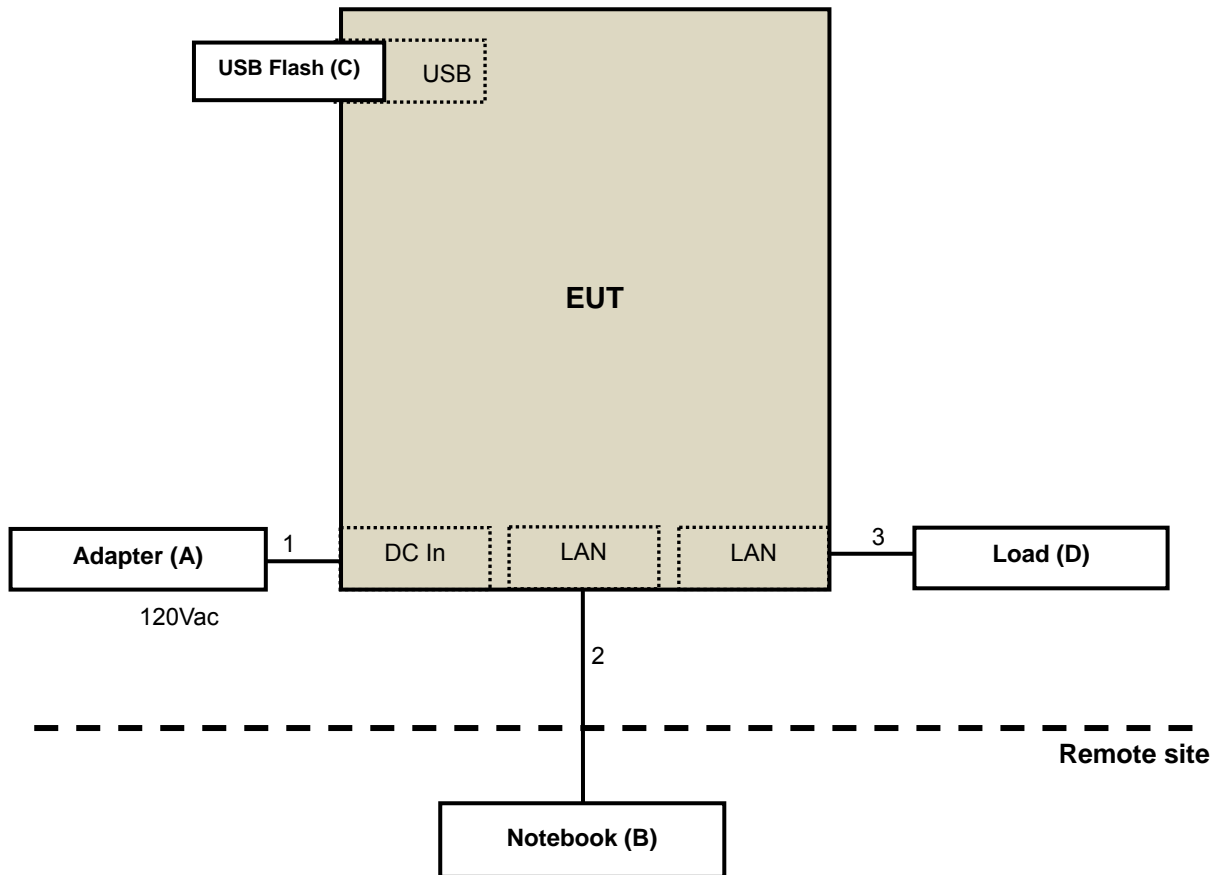 USB Flash (C)
USB
EUT
Adapter (A)
1
DC In
LAN
LAN
3
Load (D)
120Vac
2
Remote site
Notebook (B)